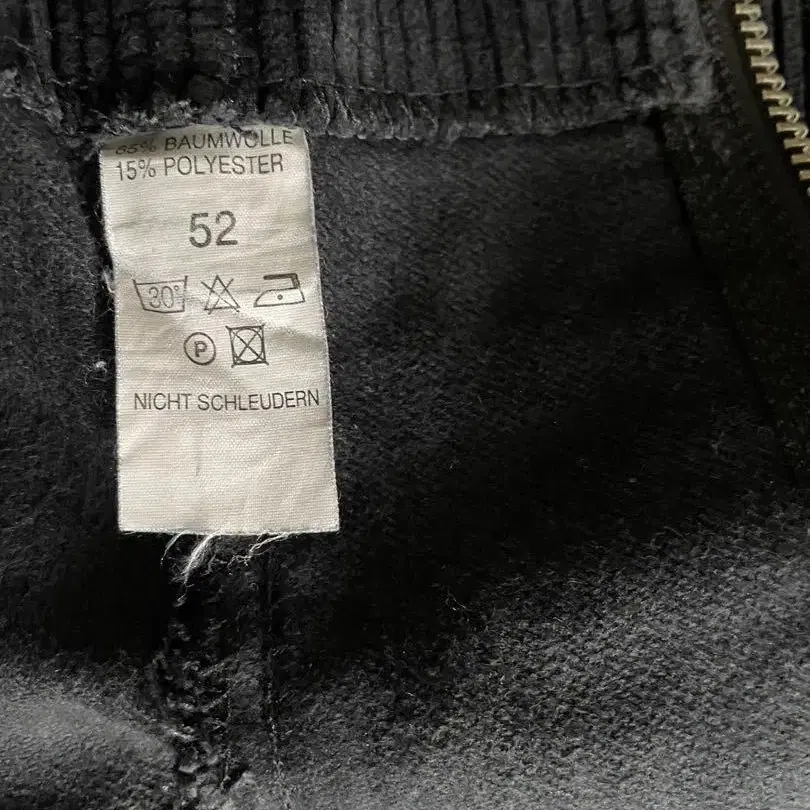 85% BAUMWOLLE
15% POLYESTER
52
30°
P
NICHT SCHLEUDERN